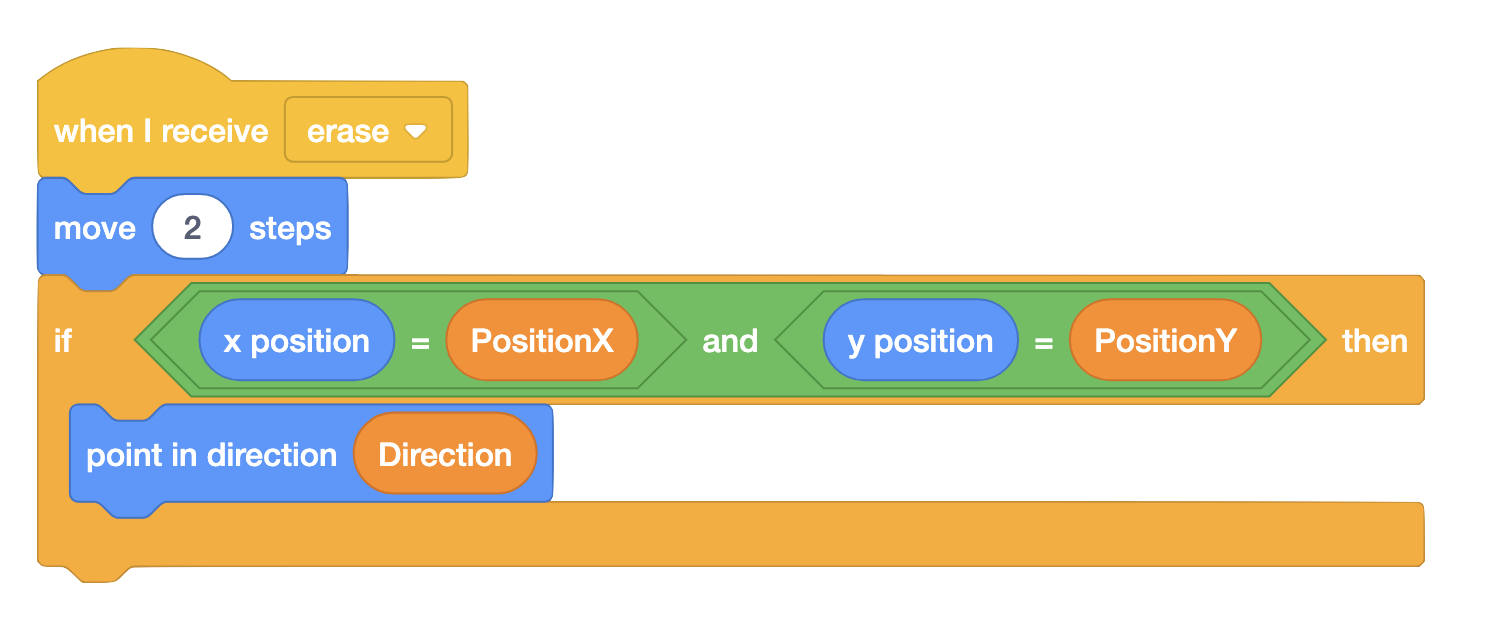 when I receive erase
move 2 steps
if x position = PositionX and y position = PositionY then
point in direction Direction